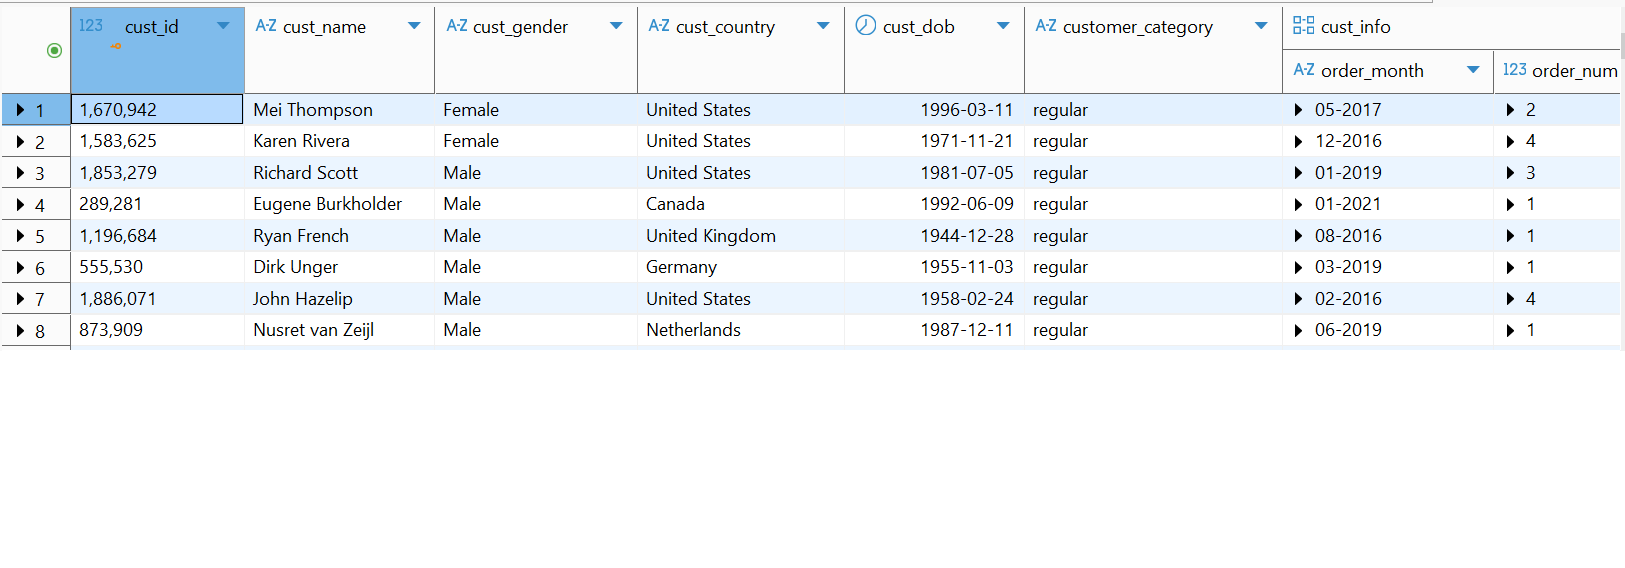 123 cust_id A-Z cust_name A-Z cust_gender A-Z cust_country cust_dob A-Z customer_category cust_info
A-Z order_month 123 order_num
1 1,670,942 Mei Thompson Female United States 1996-03-11 regular 05-2017 2
2 1,583,625 Karen Rivera Female United States 1971-11-21 regular 12-2016 4
3 1,853,279 Richard Scott Male United States 1981-07-05 regular 01-2019 3
4 289,281 Eugene Burkholder Male Canada 1992-06-09 regular 01-2021 1
5 1,196,684 Ryan French Male United Kingdom 1944-12-28 regular 08-2016 1
6 555,530 Dirk Unger Male Germany 1955-11-03 regular 03-2019 1
7 1,886,071 John Hazelip Male United States 1958-02-24 regular 02-2016 4
8 873,909 Nusret van Zeijl Male Netherlands 1987-12-11 regular 06-2019 1